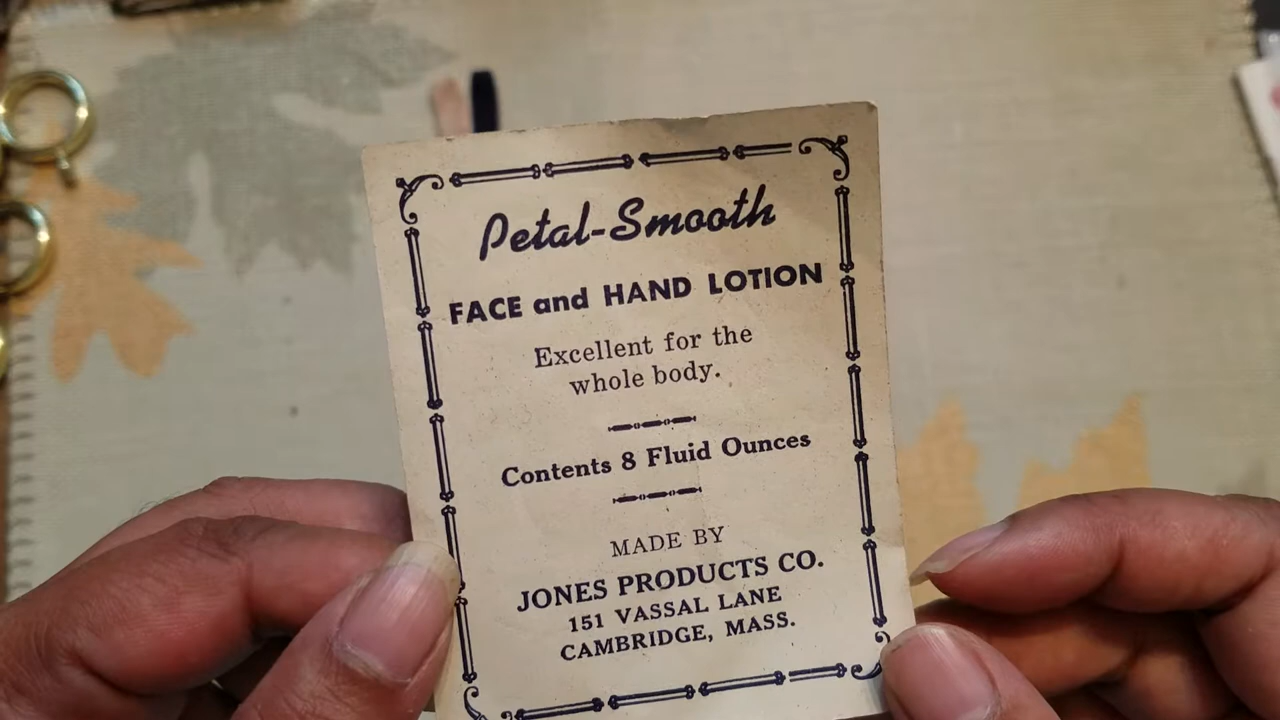 Petal-Smooth
FACE and HAND LOTION
Excellent for the
whole body.
Contents 8 Fluid Ounces
MADE BY
JONES PRODUCTS CO.
151 VASSAL LANE
CAMBRIDGE, MASS.